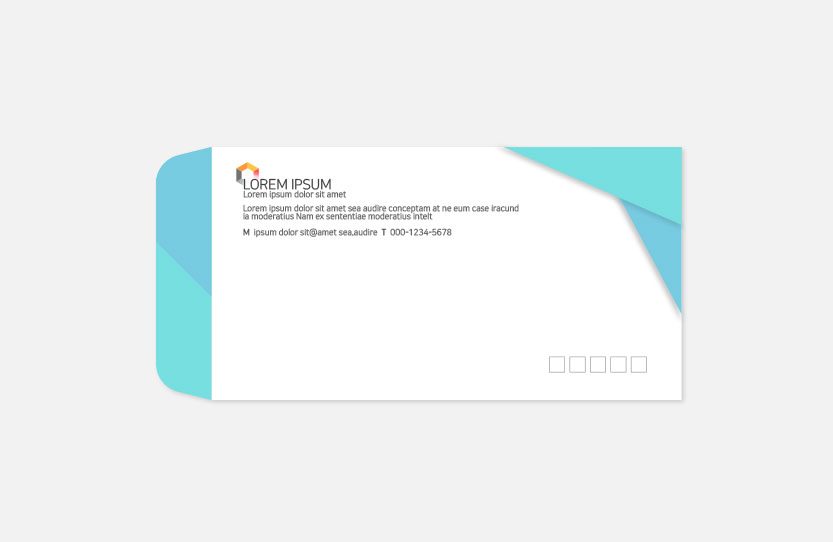 LOREM IPSUM
Lorem ipsum dolor sit amet
Lorem ipsum dolor sit amet sea audire conceptam at ne eum case iracund
ia moderatius Nam ex sententiae moderatius intelt
M ipsum dolor sit@amet sea.audire T 000-1234-5678